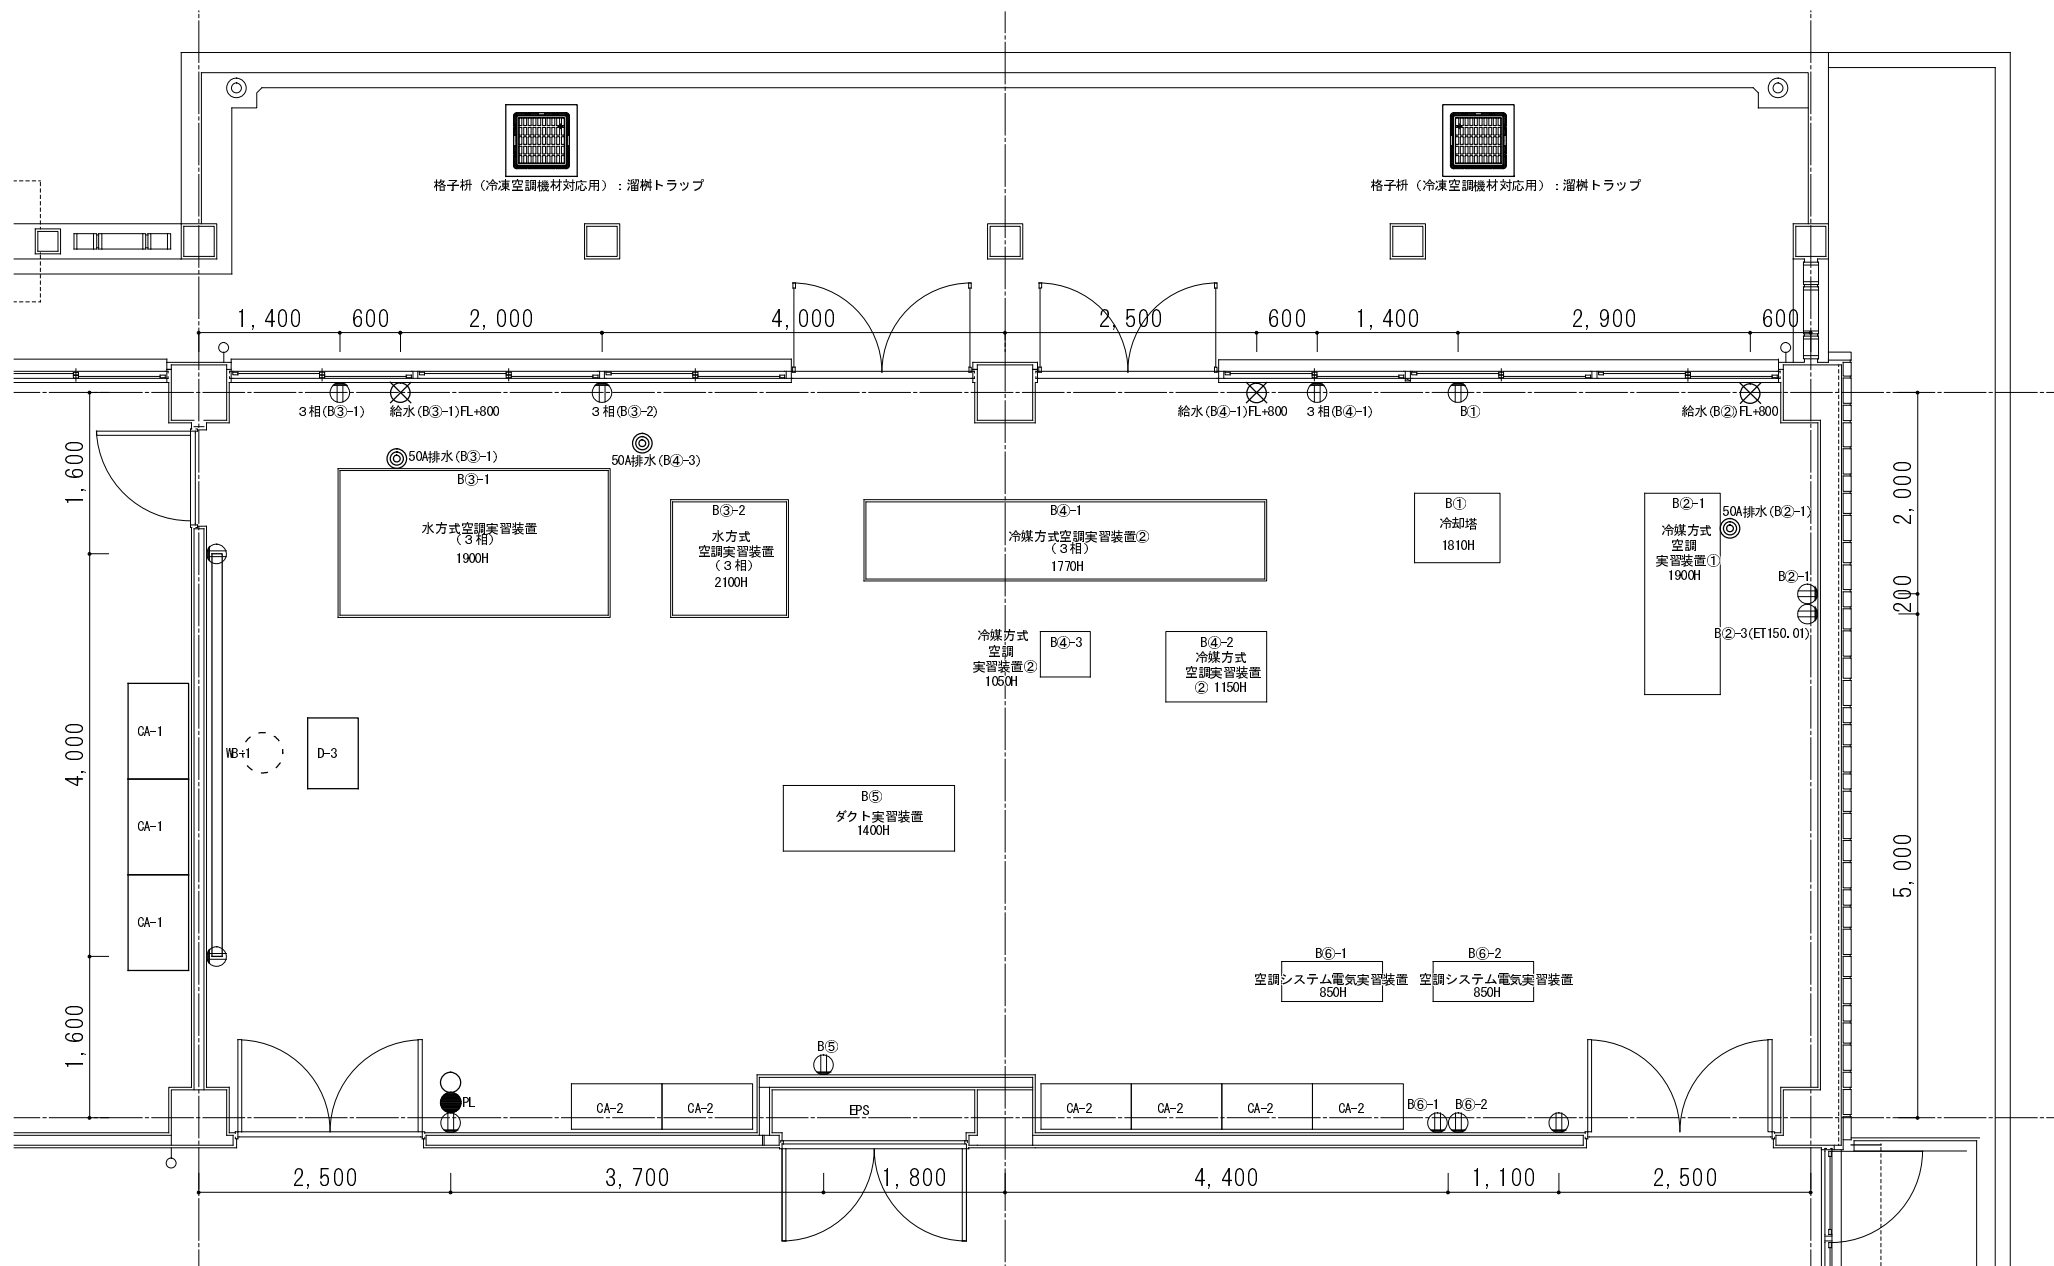 格子枡（冷凍空調機材対応用）：溜桝トラップ
格子枡（冷凍空調機材対応用）：溜桝トラップ
1,400
600
2,000
4,000
2,500
600
1,400
2,900
600
3相(B③-1)
給水(B③-1)FL+800
3相(B③-2)
給水(B④-1)FL+800
3相(B④-1)
B①
給水(B②)FL+800
1,600
4,000
1,600
2,000
200
5,000
50A排水(B③-1)
50A排水(B④-3)
B③-1
水方式空調実習装置
（3相）
1900H
B③-2
水方式
空調実習装置
（3相）
2100H
B④-1
冷媒方式空調実習装置②
（3相）
1770H
B①
冷却塔
1810H
B②-1
冷媒方式
空調
実習装置①
1900H
50A排水(B②-1)
B②-1
B②-3(ET150.01)
冷媒方式
空調
実習装置②
1050H
B④-3
B④-2
冷媒方式
空調実習装置
② 1150H
CA-1
CA-1
CA-1
WB-1
D-3
B⑤
ダクト実習装置
1400H
B⑥-1
空調システム電気実習装置
850H
B⑥-2
空調システム電気実習装置
850H
PL
CA-2
CA-2
B⑤
EPS
CA-2
CA-2
CA-2
CA-2
B⑥-1
B⑥-2
2,500
3,700
1,800
4,400
1,100
2,500